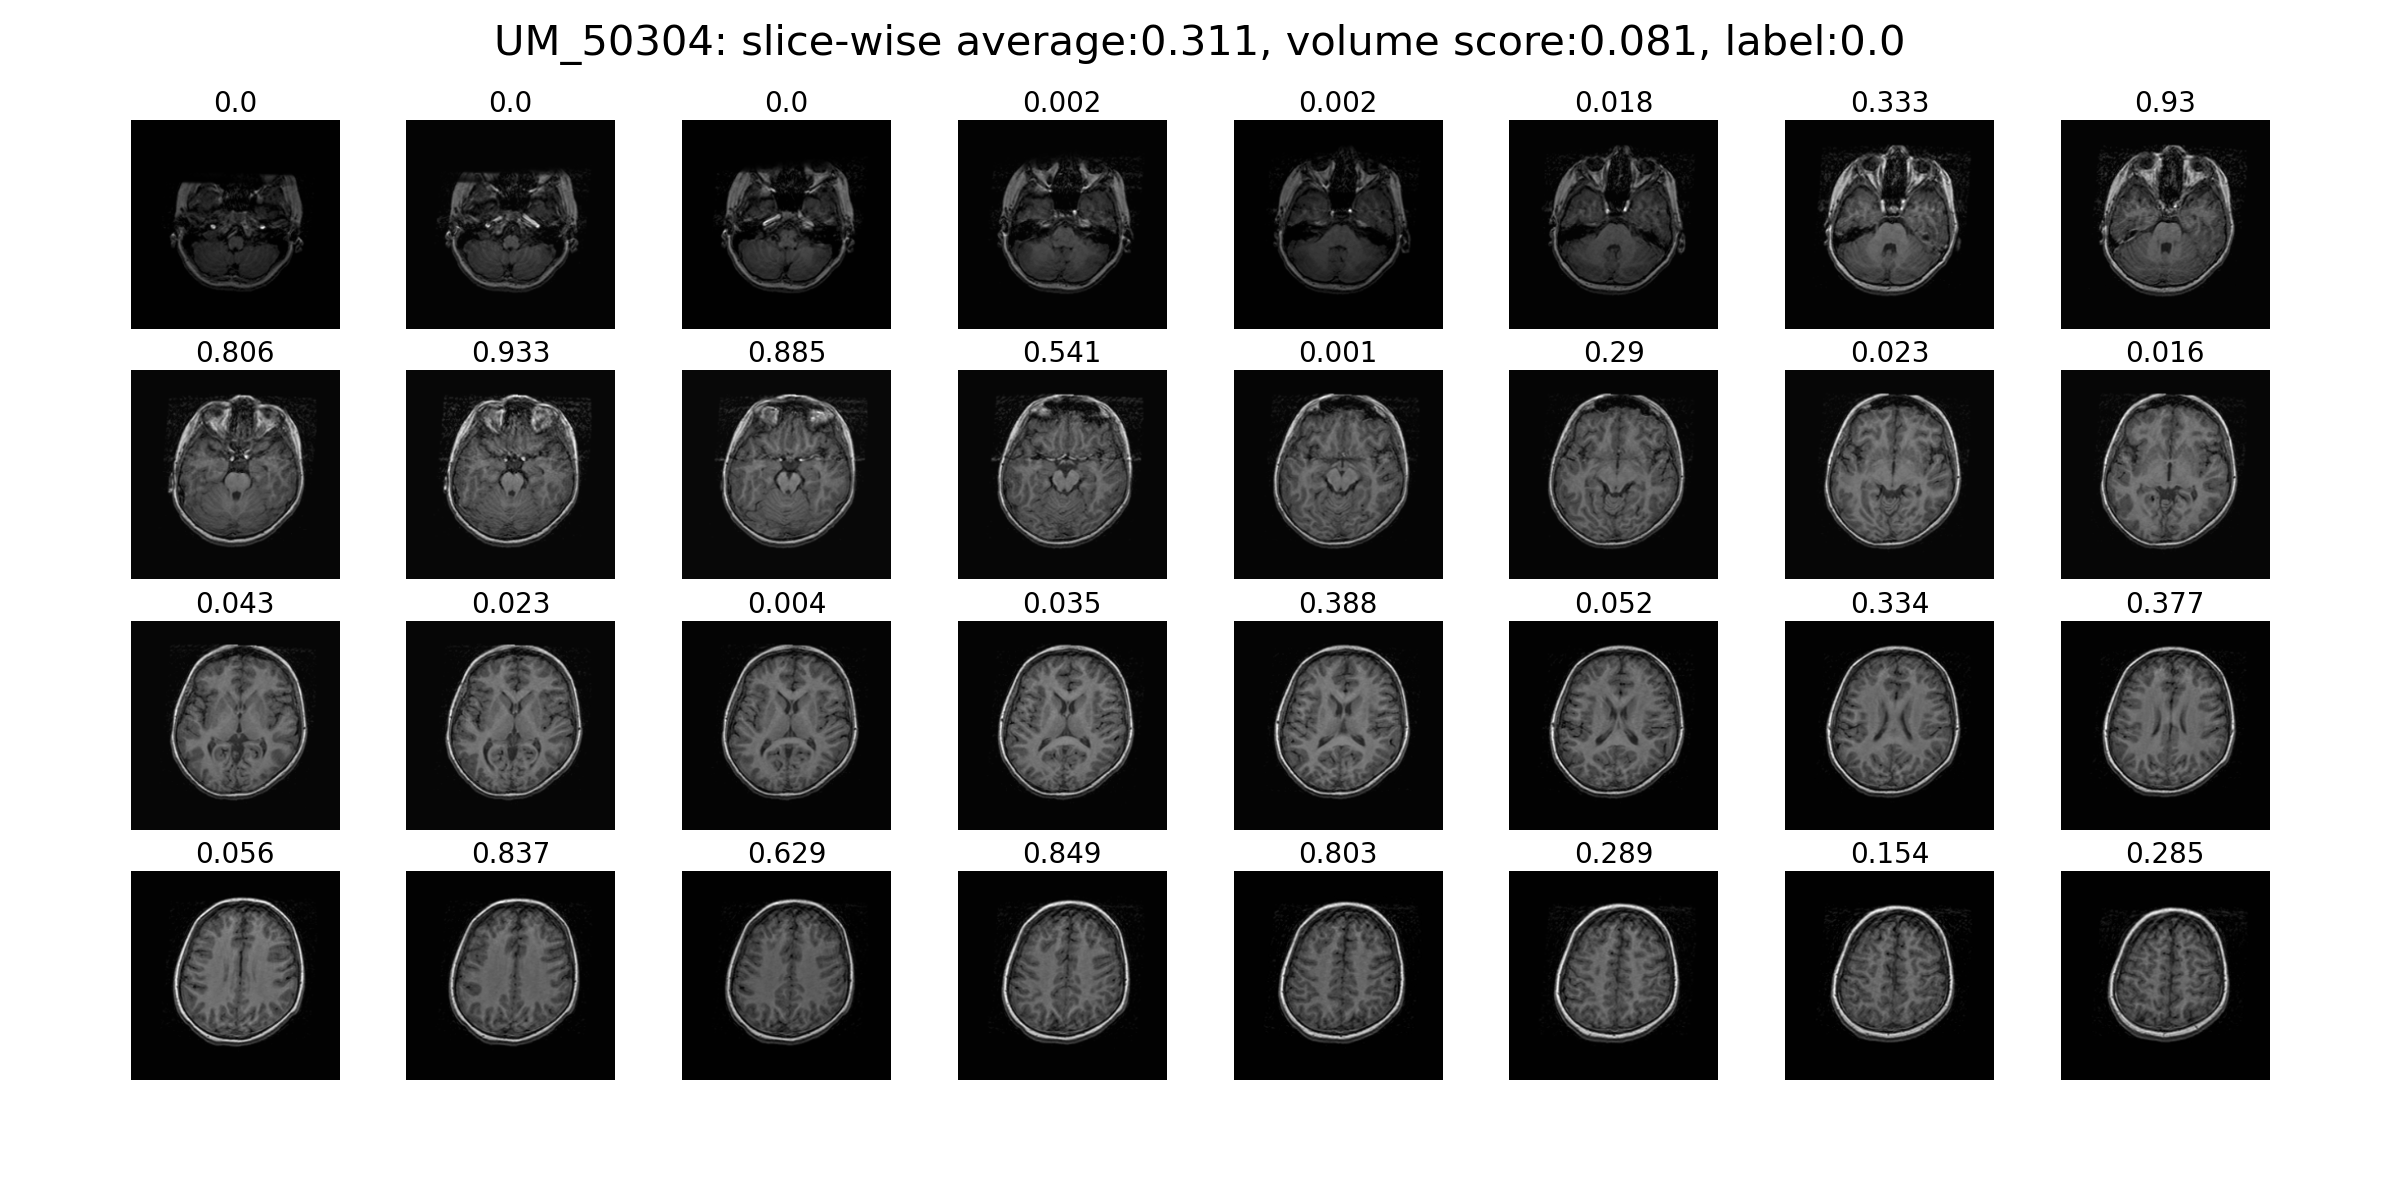 UM_50304: slice-wise average:0.311, volume score:0.081, label:0.0
0.0 0.0 0.0 0.002 0.002 0.018 0.333 0.93
0.806 0.933 0.885 0.541 0.001 0.29 0.023 0.016
0.043 0.023 0.004 0.035 0.388 0.052 0.334 0.377
0.056 0.837 0.629 0.849 0.803 0.289 0.154 0.285